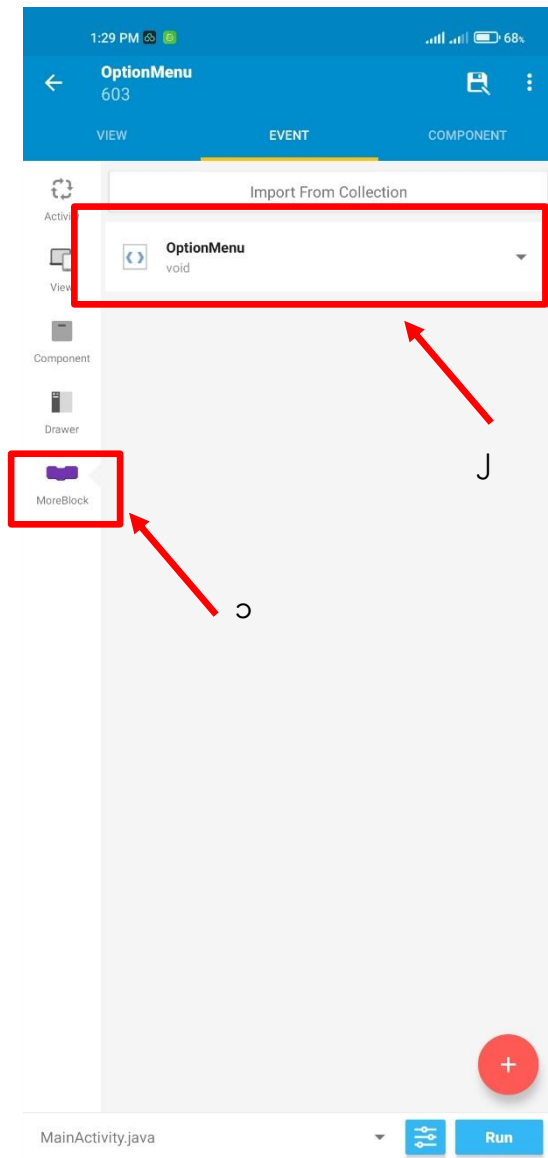 1:29 PM 68%
OptionMenu
603
VIEW EVENT COMPONENT
Activity
Import From Collection
OptionMenu
void
View
Component
Drawer
MoreBlock
J
ɔ
+
MainActivity.java Run